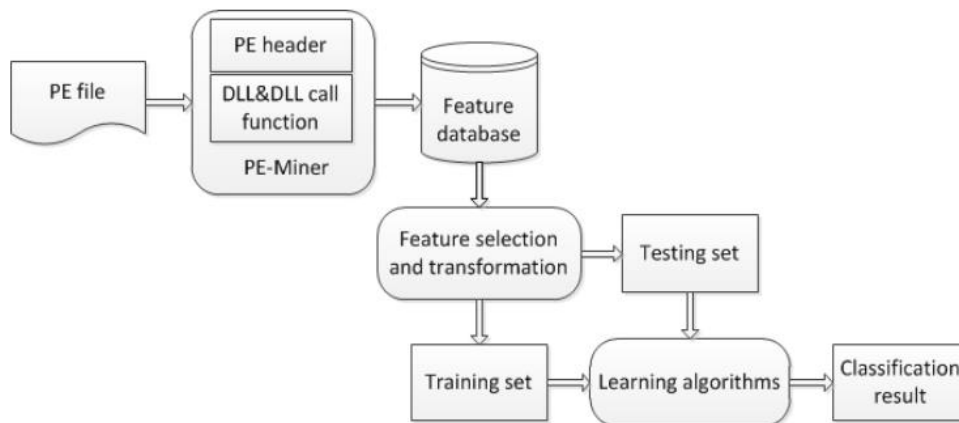 PE file
PE header
DLL&DLL call
function
PE-Miner
Feature
database
Feature selection
and transformation
Testing set
Training set
Learning algorithms
Classification
result